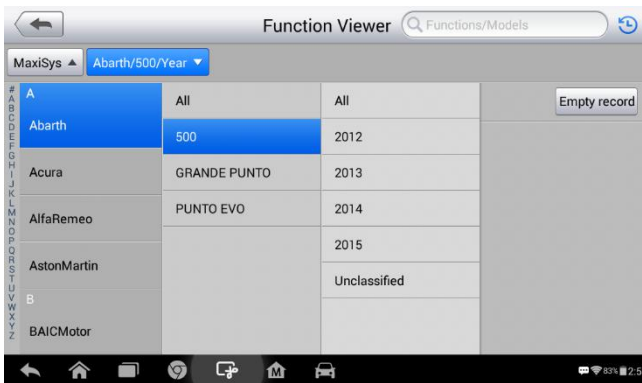 Function Viewer
Functions/Models
MaxiSys ▲
Abarth/500/Year ▼
#
A
B
C
D
E
F
G
H
I
J
K
L
M
N
O
P
Q
R
S
T
U
V
W
X
Y
Z
A
Abarth
Acura
AlfaRemeo
AstonMartin
B
BAICMotor
All
500
GRANDE PUNTO
PUNTO EVO
All
2012
2013
2014
2015
Unclassified
Empty record
M
83%